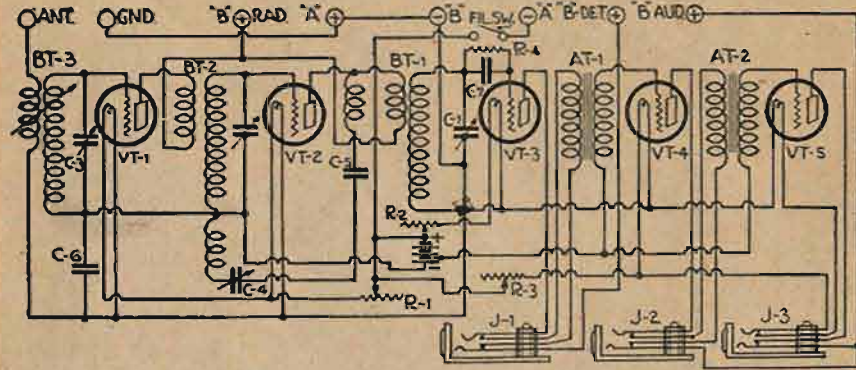 ANT. GND. "B"⊕RAD. "A"⊕ ⊖"B" FIL.SW. ⊖"A" "B"DET⊕ "B"AUD⊕
BT-3 BT-2 BT-1 R-4 AT-1 AT-2
C-7
C-3 C-1
VT-1 VT-2 VT-3 VT-4 VT-5
C-5
R-2
+
C-6 C-4 R-1 R-3
J-1 J-2 J-3